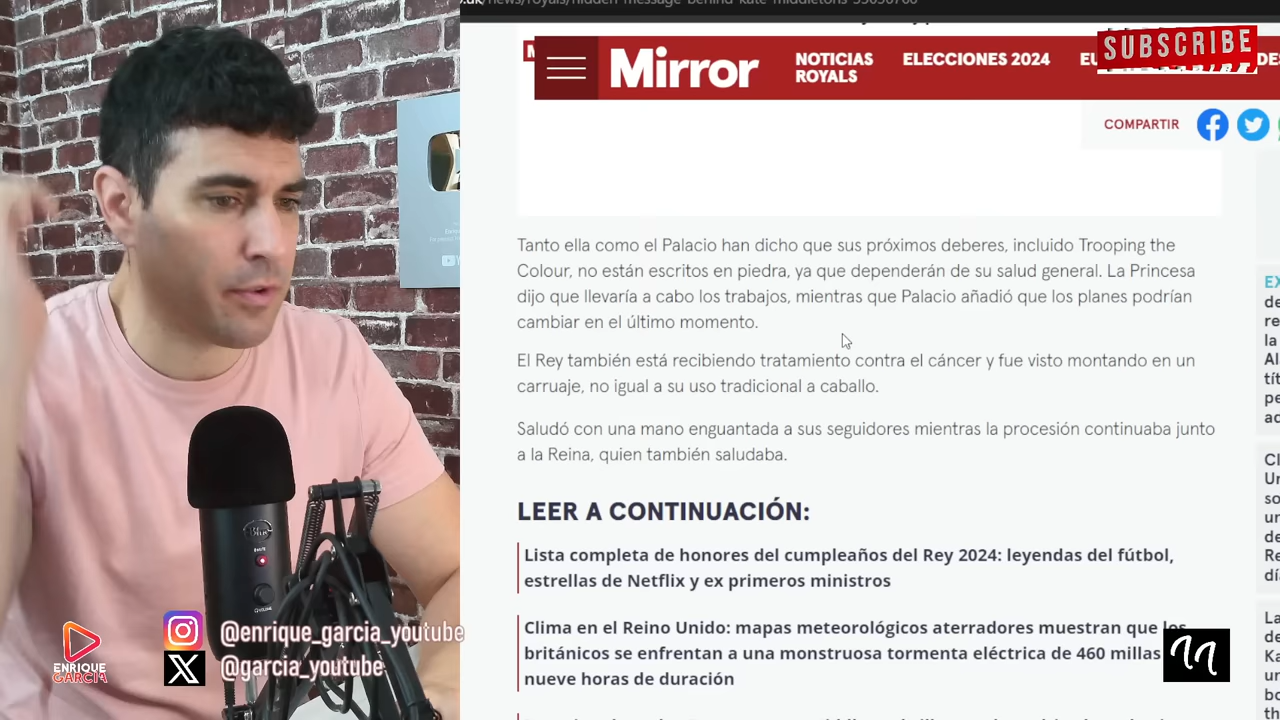 Mirror
NOTICIAS
ROYALS
ELECCIONES 2024
SUBSCRIBE
COMPARTIR
Tanto ella como el Palacio han dicho que sus próximos deberes, incluido Trooping the
Colour, no están escritos en piedra, ya que dependerán de su salud general. La Princesa
dijo que llevaría a cabo los trabajos, mientras que Palacio añadió que los planes podrían
cambiar en el último momento.
El Rey también está recibiendo tratamiento contra el cáncer y fue visto montando en un
carruaje, no igual a su uso tradicional a caballo.
Saludó con una mano enguantada a sus seguidores mientras la procesión continuaba junto
a la Reina, quien también saludaba.
LEER A CONTINUACIÓN:
Lista completa de honores del cumpleaños del Rey 2024: leyendas del fútbol,
estrellas de Netflix y ex primeros ministros
Clima en el Reino Unido: mapas meteorológicos aterradores muestran que los
británicos se enfrentan a una monstruosa tormenta eléctrica de 460 millas
nueve horas de duración
ENRIQUE
GARCIA
@enrique_garcia_youtube
@garcia_youtube